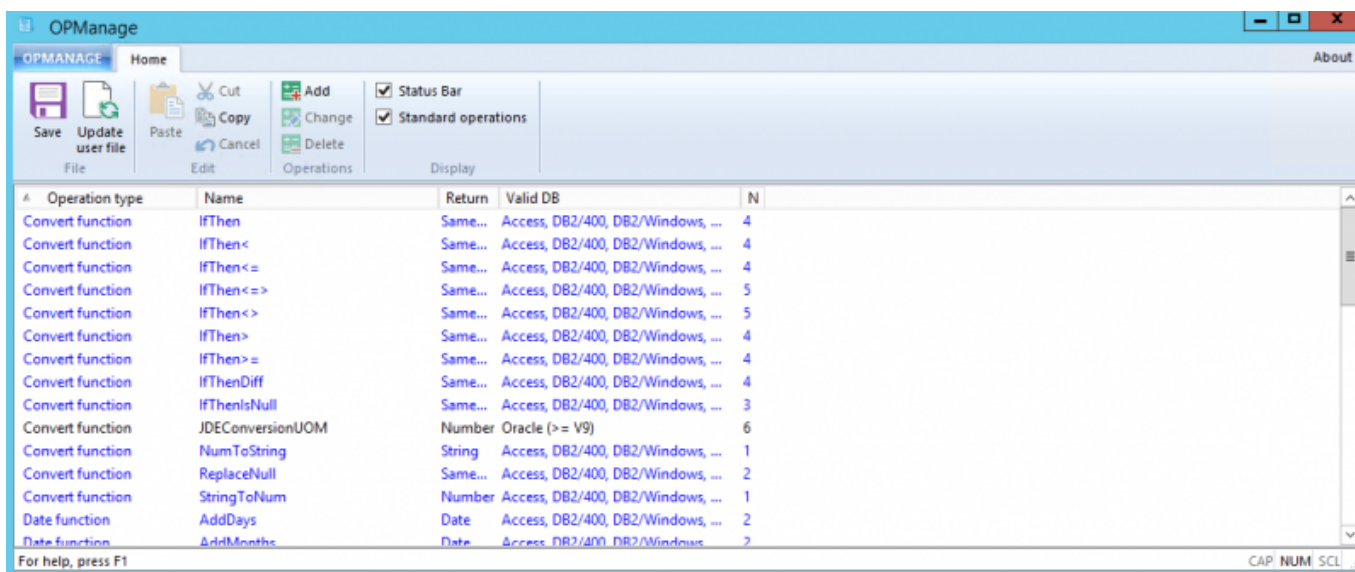 OPManage
OPMANAGE Home About
Save Update user file Paste Cut Copy Cancel Add Change Delete Status Bar Standard operations
File Edit Operations Display
Operation type Name Return Valid DB N
Convert function IfThen Same... Access, DB2/400, DB2/Windows, ... 4
Convert function IfThen< Same... Access, DB2/400, DB2/Windows, ... 4
Convert function IfThen<= Same... Access, DB2/400, DB2/Windows, ... 4
Convert function IfThen<=> Same... Access, DB2/400, DB2/Windows, ... 5
Convert function IfThen<> Same... Access, DB2/400, DB2/Windows, ... 5
Convert function IfThen> Same... Access, DB2/400, DB2/Windows, ... 4
Convert function IfThen>= Same... Access, DB2/400, DB2/Windows, ... 4
Convert function IfThenDiff Same... Access, DB2/400, DB2/Windows, ... 4
Convert function IfThenIsNull Same... Access, DB2/400, DB2/Windows, ... 3
Convert function JDEConversionUOM Number Oracle (>= V9) 6
Convert function NumToString String Access, DB2/400, DB2/Windows, ... 1
Convert function ReplaceNull Same... Access, DB2/400, DB2/Windows, ... 2
Convert function StringToNum Number Access, DB2/400, DB2/Windows, ... 1
Date function AddDays Date Access, DB2/400, DB2/Windows, ... 2
Date function AddMonths Date Access, DB2/400, DB2/Windows, ... 2
For help, press F1 CAP NUM SCL